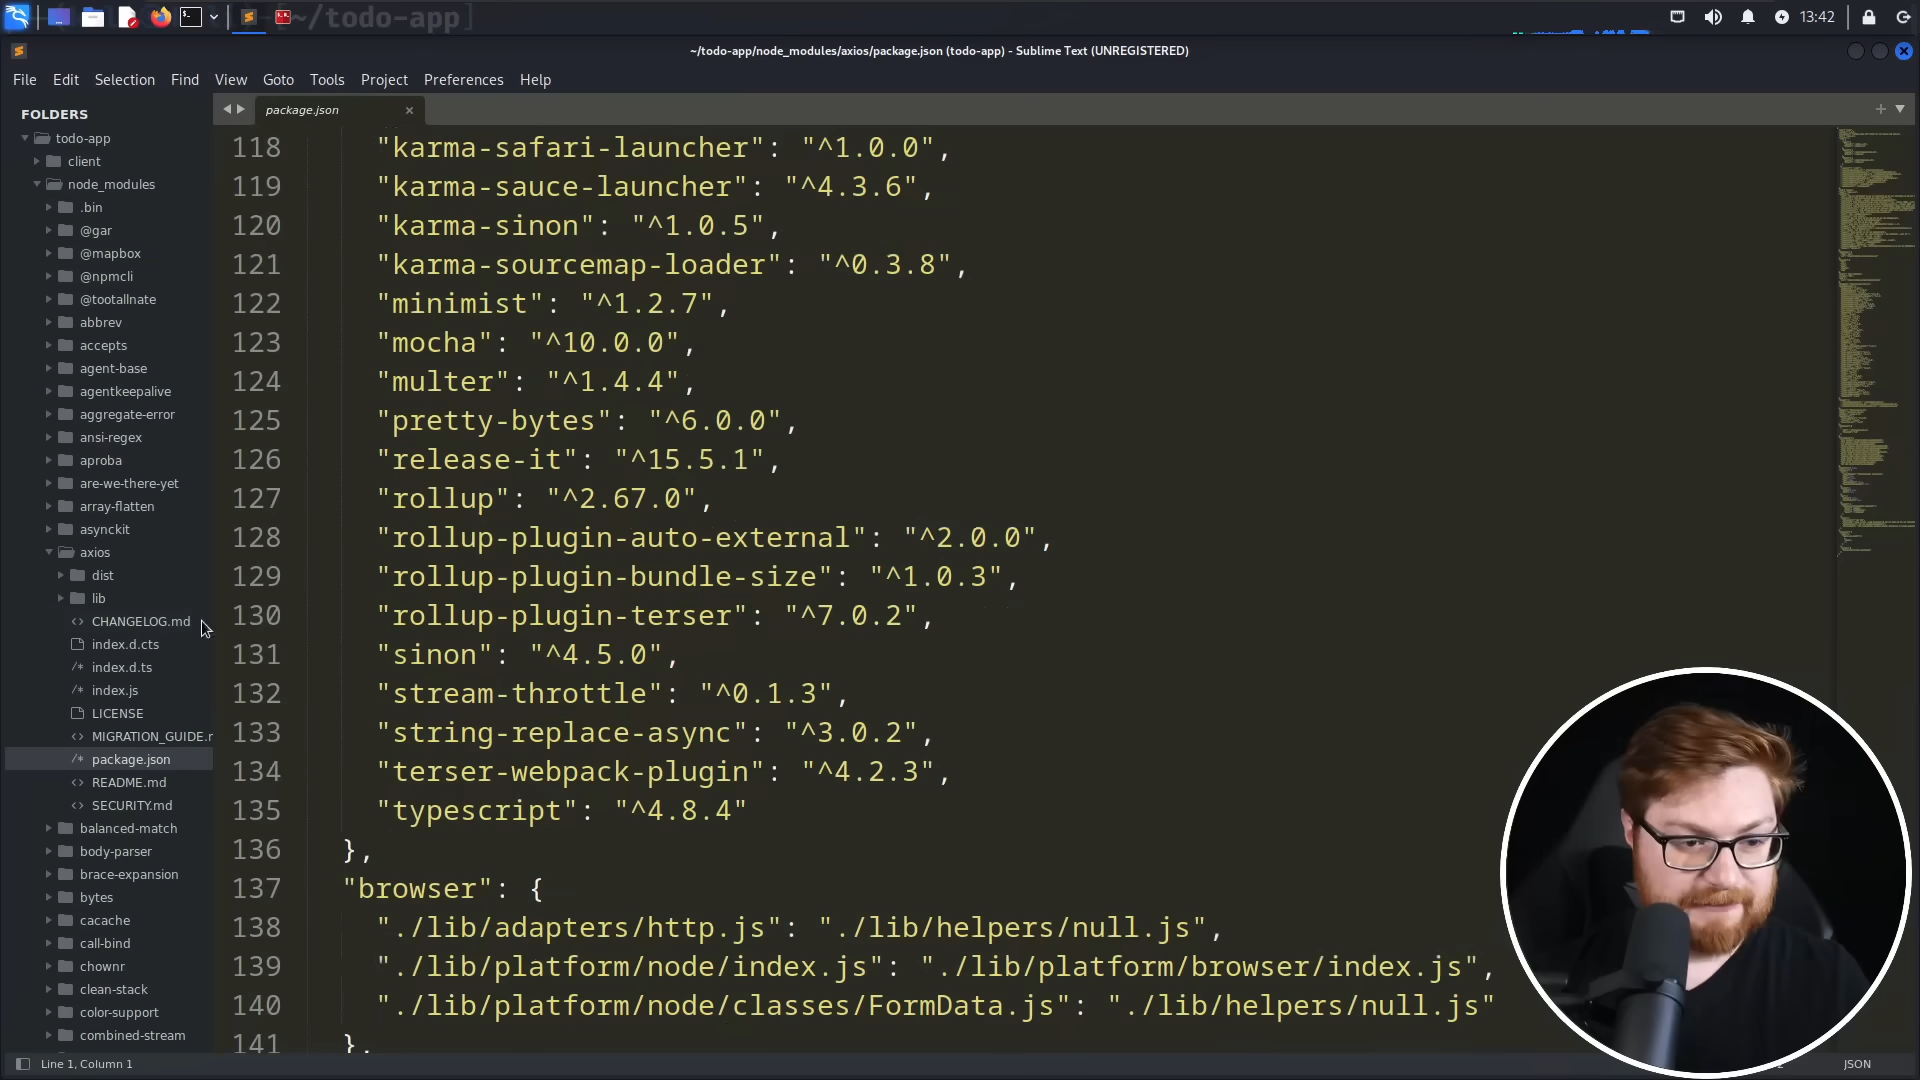 [~/todo-app]
13:42
~/todo-app/node_modules/axios/package.json (todo-app) - Sublime Text (UNREGISTERED)
File Edit Selection Find View Goto Tools Project Preferences Help
FOLDERS
todo-app
client
node_modules
.bin
@gar
@mapbox
@npmcli
@tootallnate
abbrev
accepts
agent-base
agentkeepalive
aggregate-error
ansi-regex
aproba
are-we-there-yet
array-flatten
asynckit
axios
dist
lib
CHANGELOG.md
index.d.cts
index.d.ts
index.js
LICENSE
MIGRATION_GUIDE.r
package.json
README.md
SECURITY.md
balanced-match
body-parser
brace-expansion
bytes
cacache
call-bind
chownr
clean-stack
color-support
combined-stream
package.json
118 "karma-safari-launcher": "^1.0.0",
119 "karma-sauce-launcher": "^4.3.6",
120 "karma-sinon": "^1.0.5",
121 "karma-sourcemap-loader": "^0.3.8",
122 "minimist": "^1.2.7",
123 "mocha": "^10.0.0",
124 "multer": "^1.4.4",
125 "pretty-bytes": "^6.0.0",
126 "release-it": "^15.5.1",
127 "rollup": "^2.67.0",
128 "rollup-plugin-auto-external": "^2.0.0",
129 "rollup-plugin-bundle-size": "^1.0.3",
130 "rollup-plugin-terser": "^7.0.2",
131 "sinon": "^4.5.0",
132 "stream-throttle": "^0.1.3",
133 "string-replace-async": "^3.0.2",
134 "terser-webpack-plugin": "^4.2.3",
135 "typescript": "^4.8.4"
136 },
137 "browser": {
138 "./lib/adapters/http.js": "./lib/helpers/null.js",
139 "./lib/platform/node/index.js": "./lib/platform/browser/index.js",
140 "./lib/platform/node/classes/FormData.js": "./lib/helpers/null.js"
141 },
Line 1, Column 1
JSON